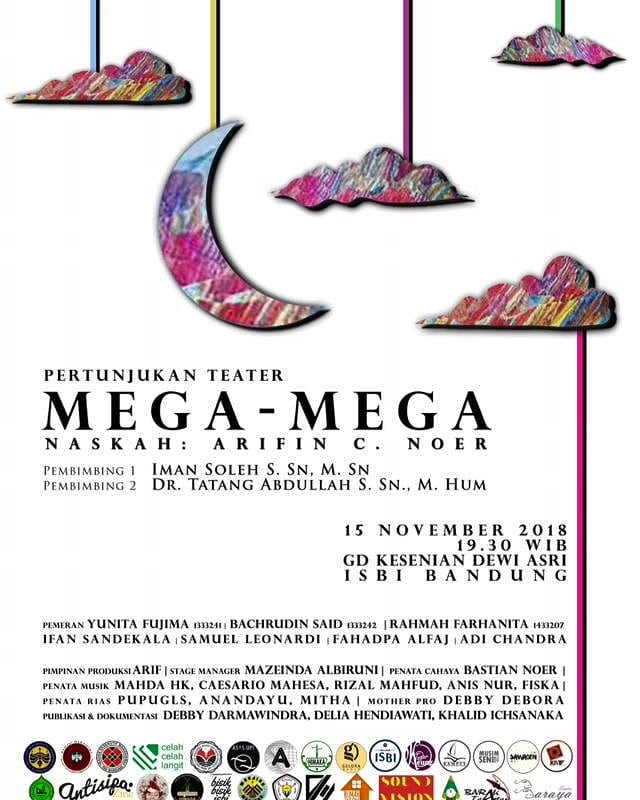 PERTUNJUKAN TEATER
MEGA-MEGA
NASKAH: ARIFIN C. NOER
PEMBIMBING 1 IMAN SOLEH S. SN, M. SN
PEMBIMBING 2 DR. TATANG ABDULLAH S. SN., M. HUM
15 NOVEMBER 2018
19.30 WIB
GD KESENIAN DEWI ASRI
ISBI BANDUNG
PEMERAN YUNITA FUJIMA 1333241 | BACHRUDIN SAID 1333242 | RAHMAH FARHANITA 1433207
IFAN SANDEKALA | SAMUEL LEONARDI | FAHADPA ALFAJ | ADI CHANDRA
PIMPINAN PRODUKSI ARIF | STAGE MANAGER MAZEINDA ALBIRUNI | PENATA CAHAYA BASTIAN NOER |
PENATA MUSIK MAHDA HK, CAESARIO MAHESA, RIZAL MAHFUD, ANIS NUR, FISKA |
PENATA RIAS PUPUGLS, ANANDAYU, MITHA | MOTHER PRO DEBBY DEBORA
PUBLIKASI & DOKUMENTASI DEBBY DARMAWINDRA, DELIA HENDIAWATI, KHALID ICHSANAKA
celah
celah
langit
ISBI
Antisipa
bisik
bisik
SOUND
VISION